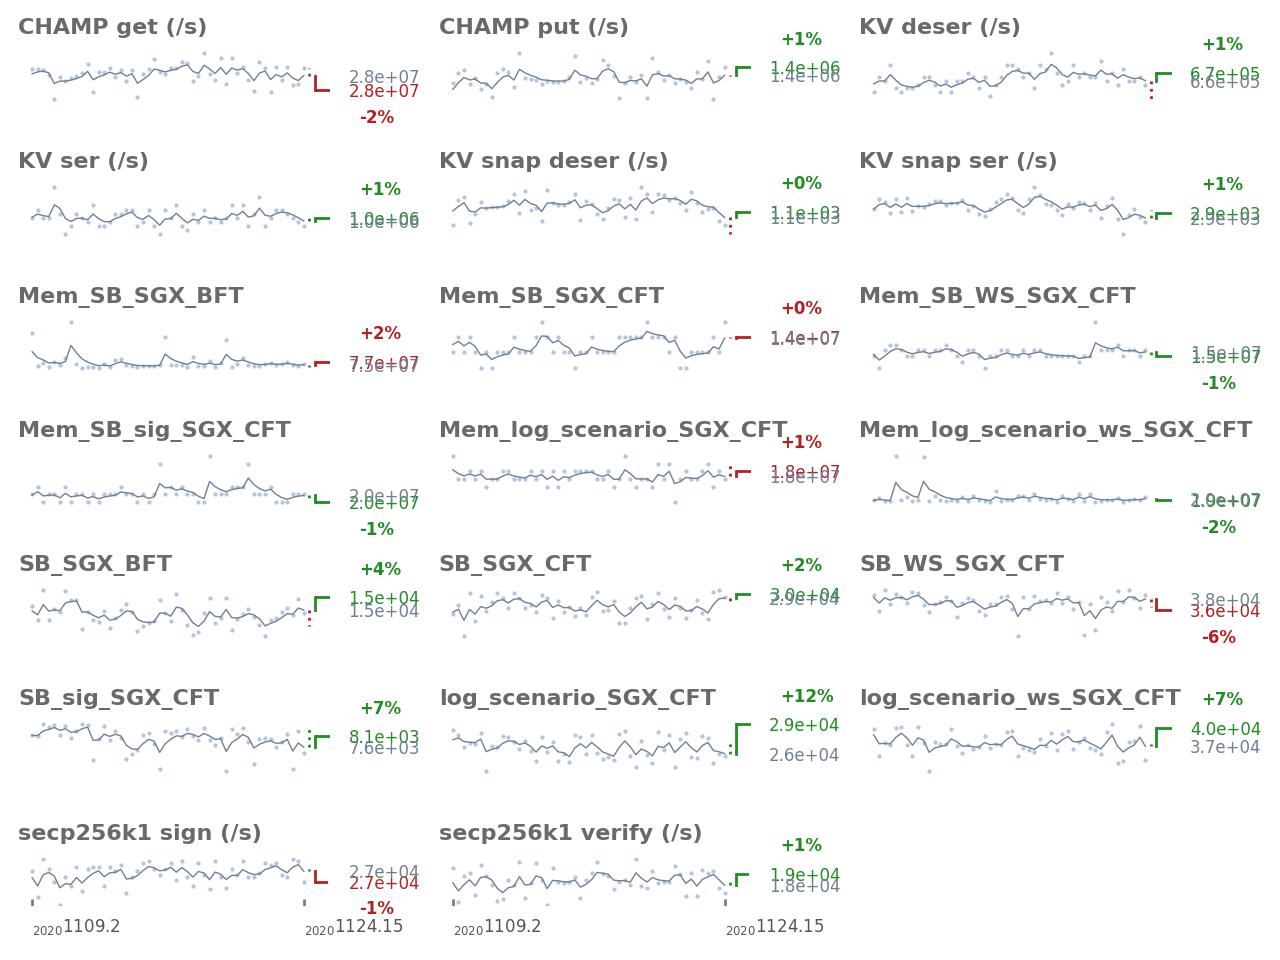 CHAMP get (/s)
2.8e+07
2.8e+07
-2%
CHAMP put (/s)
+1%
1.4e+06
1.4e+06
KV deser (/s)
+1%
6.7e+05
6.6e+05
KV ser (/s)
+1%
1.0e+06
1.0e+06
KV snap deser (/s)
+0%
1.1e+03
1.1e+03
KV snap ser (/s)
+1%
2.9e+03
2.9e+03
Mem_SB_SGX_BFT
+2%
7.7e+07
7.5e+07
Mem_SB_SGX_CFT
+0%
1.4e+07
1.4e+07
Mem_SB_WS_SGX_CFT
1.5e+07
1.5e+07
-1%
Mem_SB_sig_SGX_CFT
2.0e+07
2.0e+07
-1%
Mem_log_scenario_SGX_CFT
+1%
1.8e+07
1.8e+07
Mem_log_scenario_ws_SGX_CFT
2.0e+07
1.9e+07
-2%
SB_SGX_BFT
+4%
1.5e+04
1.5e+04
SB_SGX_CFT
+2%
3.0e+04
2.9e+04
SB_WS_SGX_CFT
3.8e+04
3.6e+04
-6%
SB_sig_SGX_CFT
+7%
8.1e+03
7.6e+03
log_scenario_SGX_CFT
+12%
2.9e+04
2.6e+04
log_scenario_ws_SGX_CFT
+7%
4.0e+04
3.7e+04
secp256k1 sign (/s)
2.7e+04
2.7e+04
-1%
2020 1109.2
2020 1124.15
secp256k1 verify (/s)
+1%
1.9e+04
1.8e+04
2020 1109.2
2020 1124.15